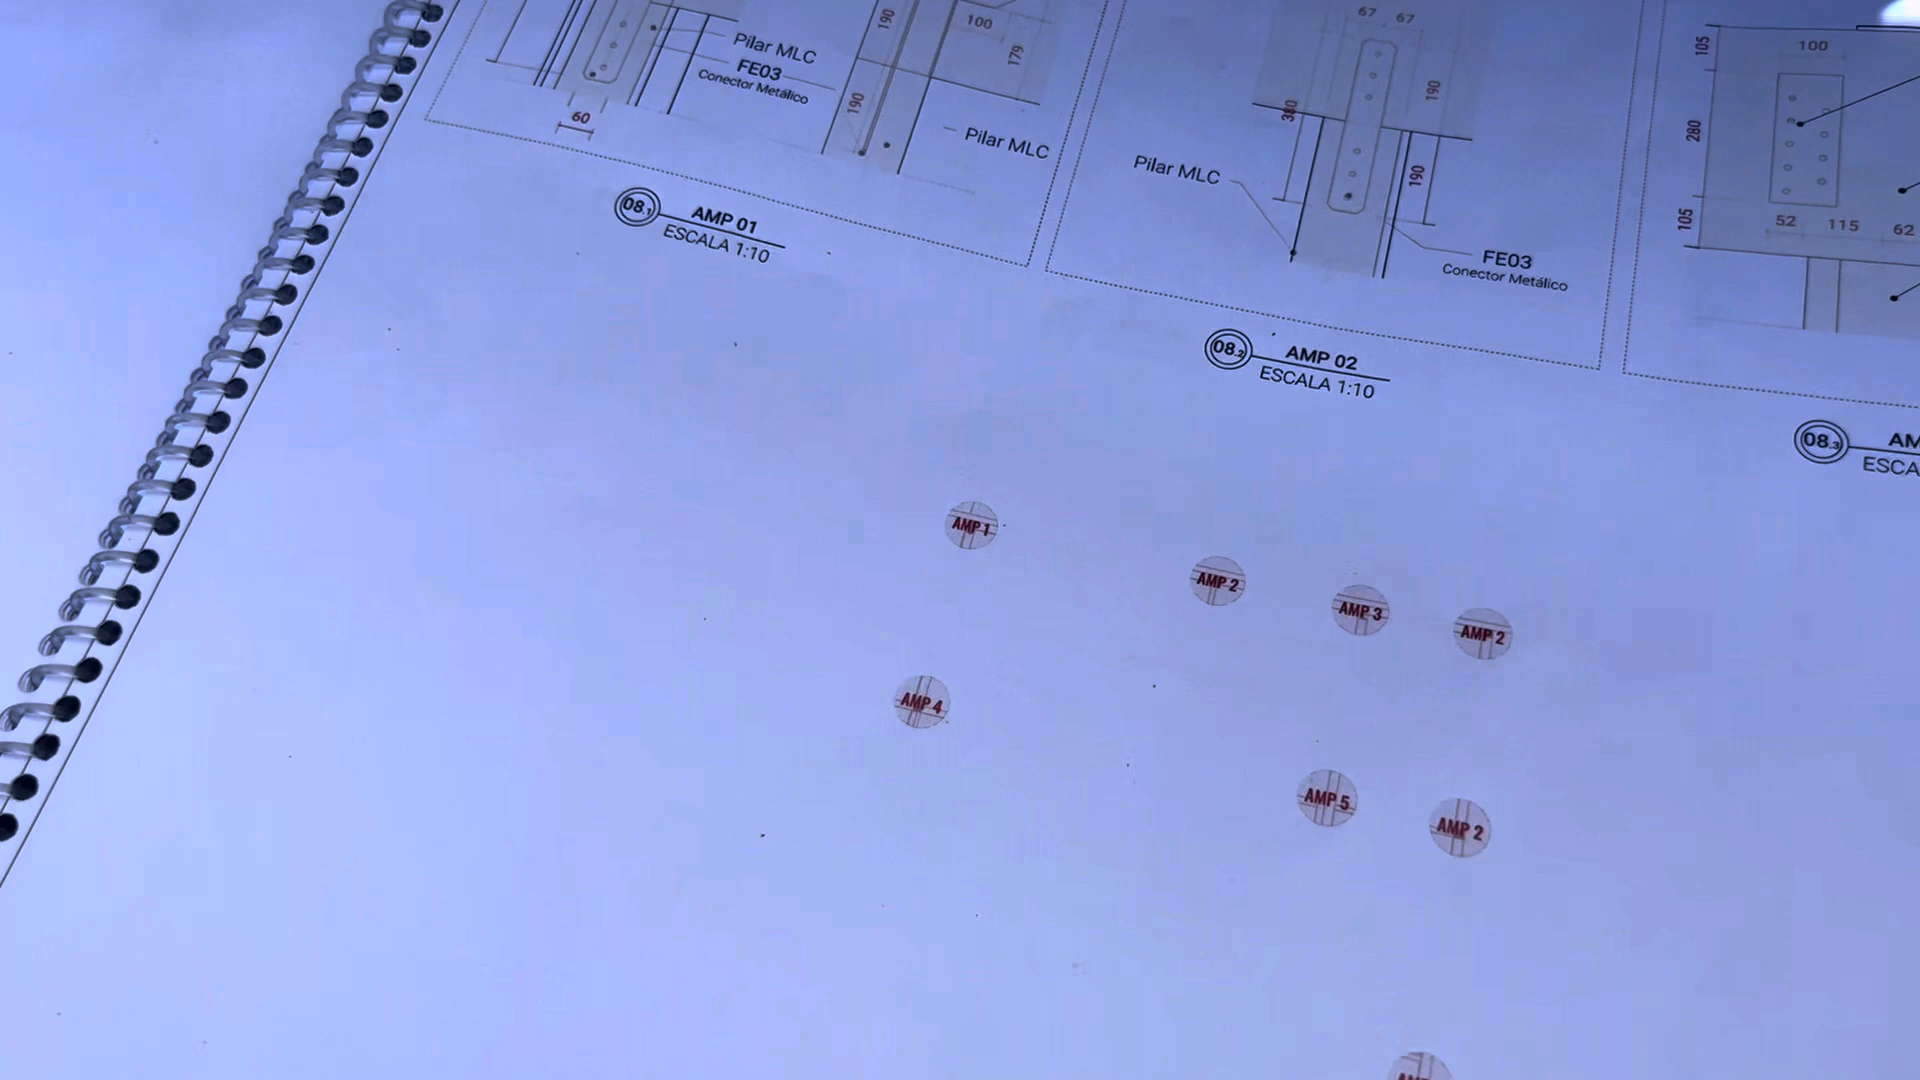 190
100
179
Pilar MLC
FE03
Conector Metálico
190
60
Pilar MLC
08.1
AMP 01
ESCALA 1:10
67 67
380
190
Pilar MLC
190
FE03
Conector Metálico
08.2
AMP 02
ESCALA 1:10
105
100
280
105
52 115 62
08.3
AMP 1
AMP 2
AMP 3
AMP 2
AMP 4
AMP 5
AMP 2